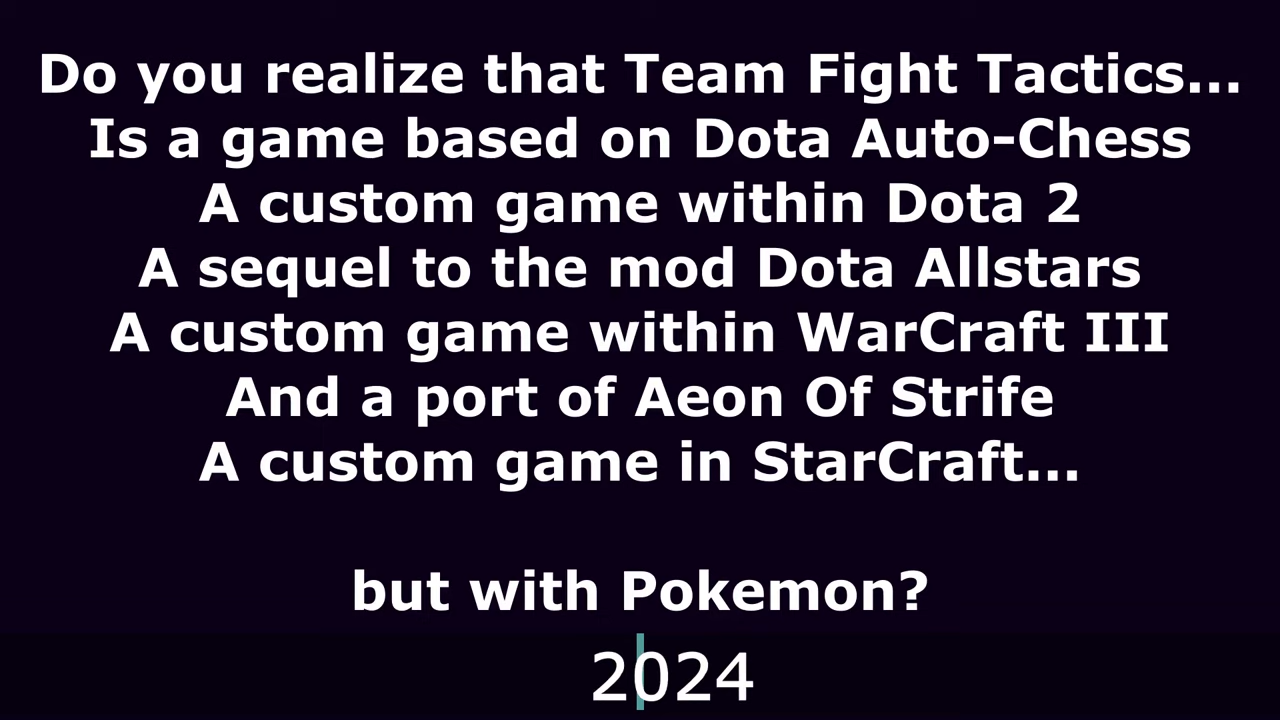 Do you realize that Team Fight Tactics...
Is a game based on Dota Auto-Chess
A custom game within Dota 2
A sequel to the mod Dota Allstars
A custom game within WarCraft III
And a port of Aeon Of Strife
A custom game in StarCraft...
but with Pokemon?
2024